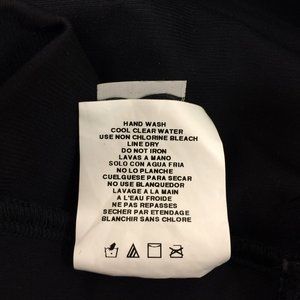 HAND WASH
COOL CLEAR WATER
USE NON CHLORINE BLEACH
LINE DRY
DO NOT IRON
LAVAS A MANO
SOLO CON AGUA FRIA
NO LO PLANCHE
CUELGUESE PARA SECAR
NO USE BLANQUEDOR
LAVAGE A LA MAIN
A L'EAU FROIDE
NE PAS REPASSES
SECHER PAR ETENDAGE
BLANCHIR SANS CHLORE